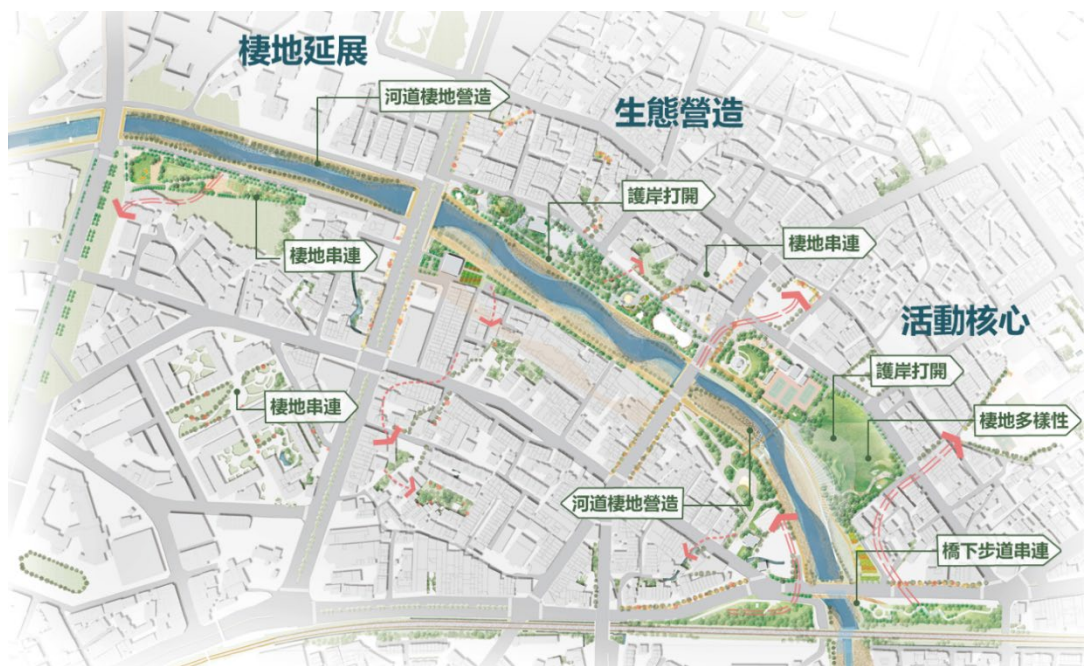 棲地延展
河道棲地營造
生態營造
護岸打開
棲地串連
棲地串連
活動核心
護岸打開
棲地串連
棲地多樣性
河道棲地營造
橋下步道串連